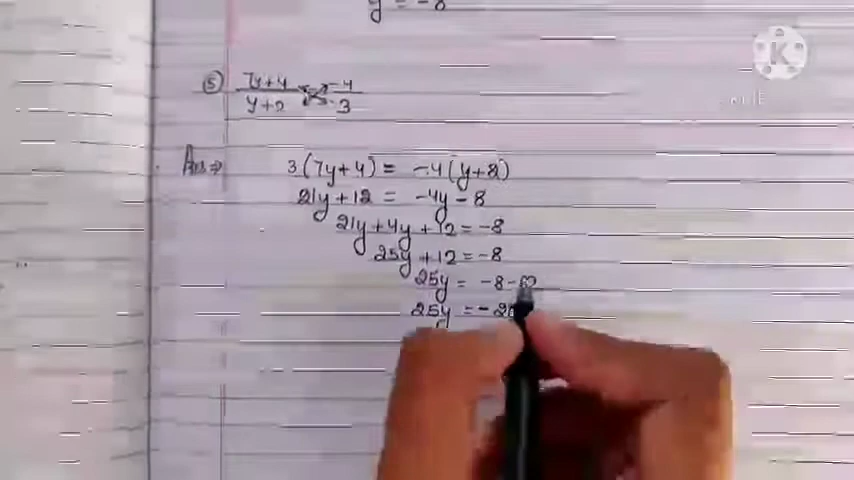 y = -8
⑤ 7y+4 / y+2 = -4 / 3
Ans ⇒ 3(7y+4) = -4(y+2)
21y+12 = -4y-8
21y+4y+12 = -8
25y+12 = -8
25y = -8-12
25y = -20
K